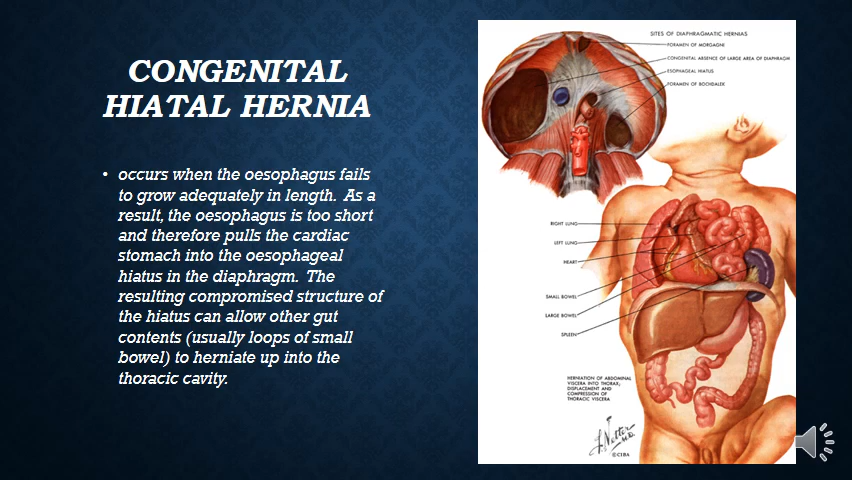 CONGENITAL
HIATAL HERNIA
• occurs when the oesophagus fails
to grow adequately in length. As a
result, the oesophagus is too short
and therefore pulls the cardiac
stomach into the oesophageal
hiatus in the diaphragm. The
resulting compromised structure of
the hiatus can allow other gut
contents (usually loops of small
bowel) to herniate up into the
thoracic cavity.
SITES OF DIAPHRAGMATIC HERNIAS
FORAMEN OF MORGAGNI
CONGENITAL ABSENCE OF LARGE AREA OF DIAPHRAGM
ESOPHAGEAL HIATUS
FORAMEN OF BOCHDALEK
RIGHT LUNG
LEFT LUNG
HEART
SMALL BOWEL
LARGE BOWEL
SPLEEN
HERNIATION OF ABDOMINAL
VISCERA INTO THORAX;
DISPLACEMENT AND
COMPRESSION OF
THORACIC VISCERA
F. Netter
M.D.
© CIBA